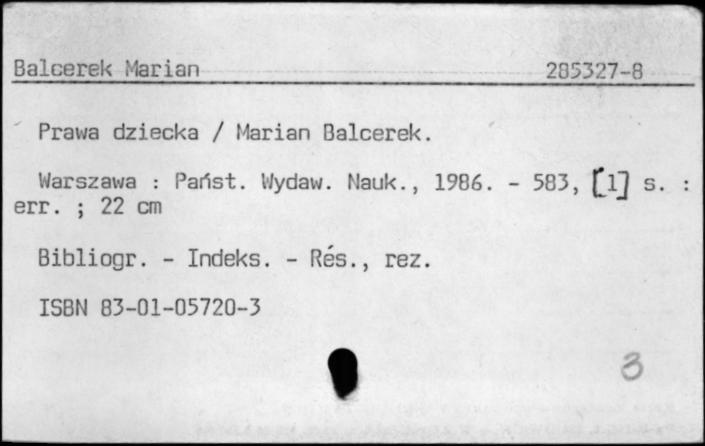 Balcerek Marian 285327-8
Prawa dziecka / Marian Balcerek.
Warszawa : Państ. Wydaw. Nauk., 1986. - 583, [1] s. :
err. ; 22 cm
Bibliogr. - Indeks. - Rés., rez.
ISBN 83-01-05720-3
3